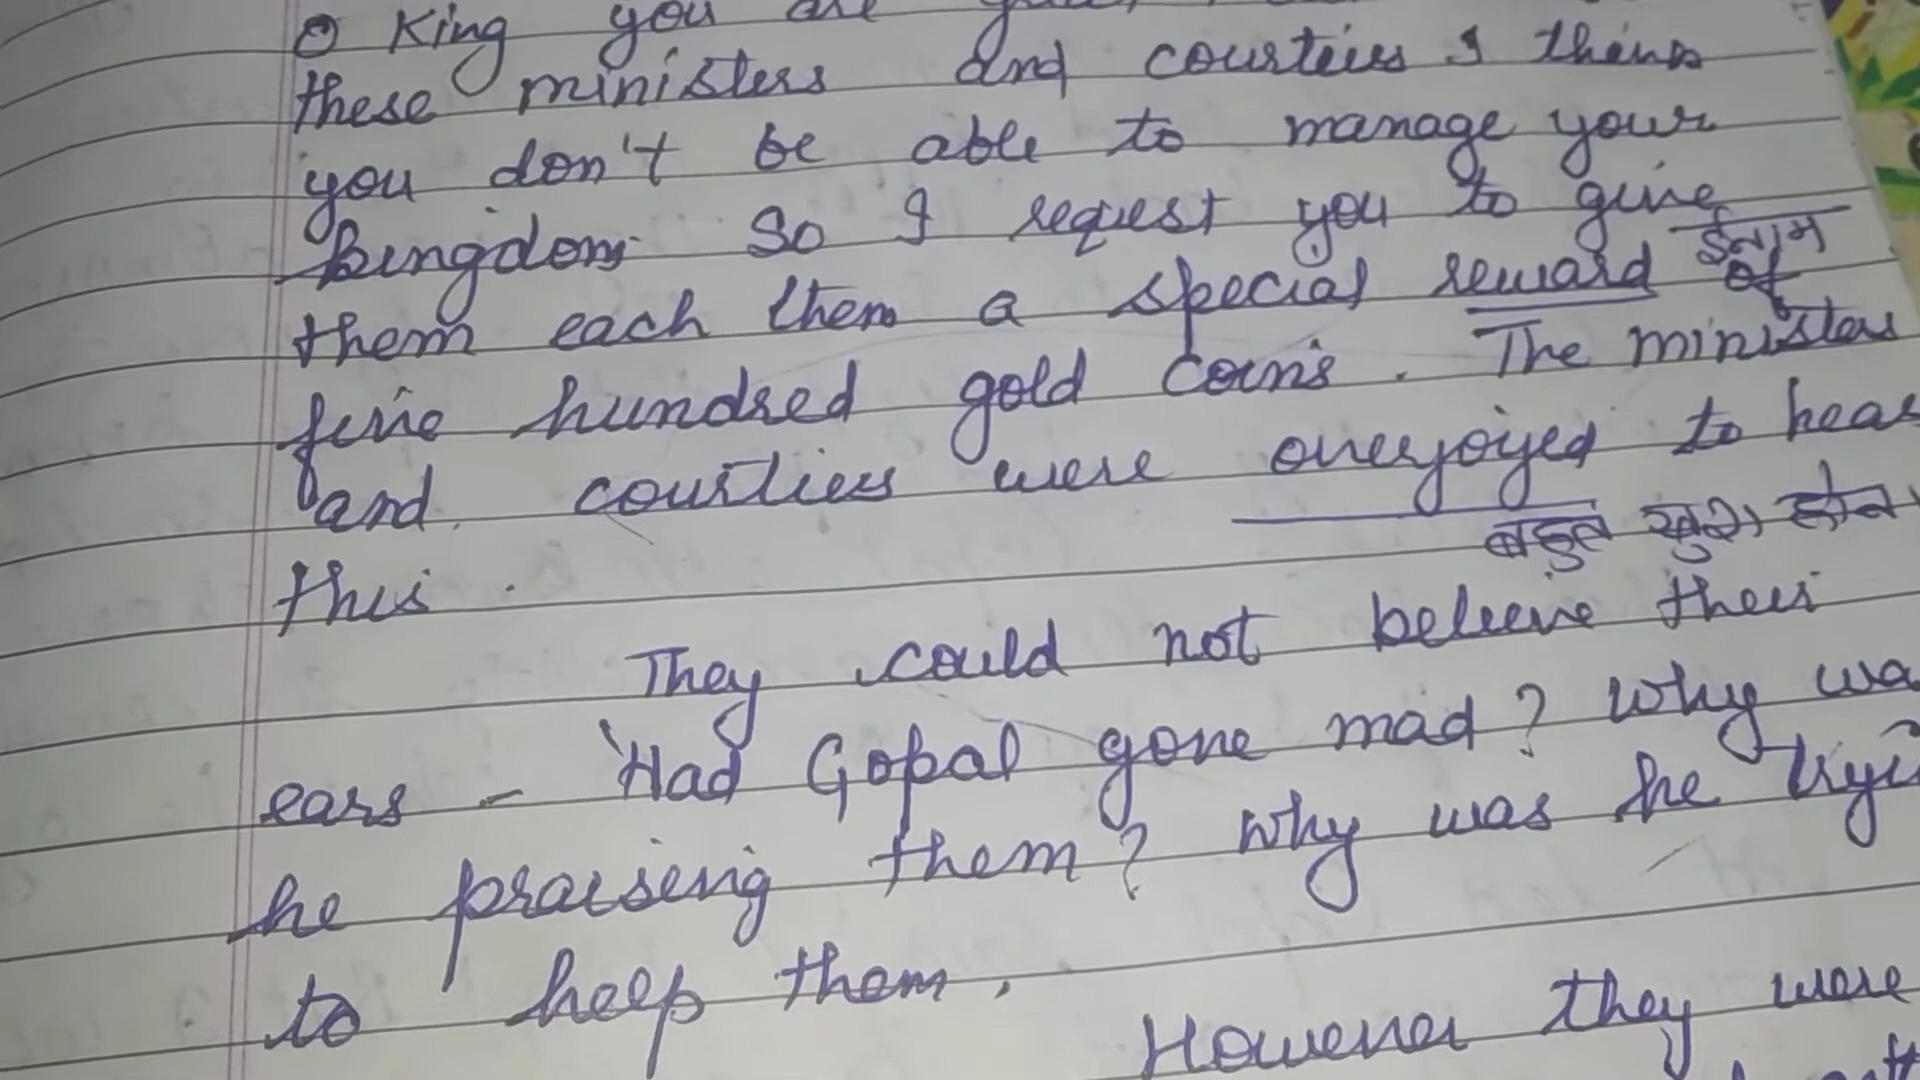 O King you are
these ministers and courtiers I think
you don't be able to manage your
kingdom. So I request you to give
इनाम
them each them a special reward of
five hundred gold coins. The ministers
and courtiers were overjoyed to hear
बहुत खुश होना
this.
They could not believe their
ears - 'Had Gopal gone mad? Why wa
he praising them? Why was he tryi
to help them.
However they were